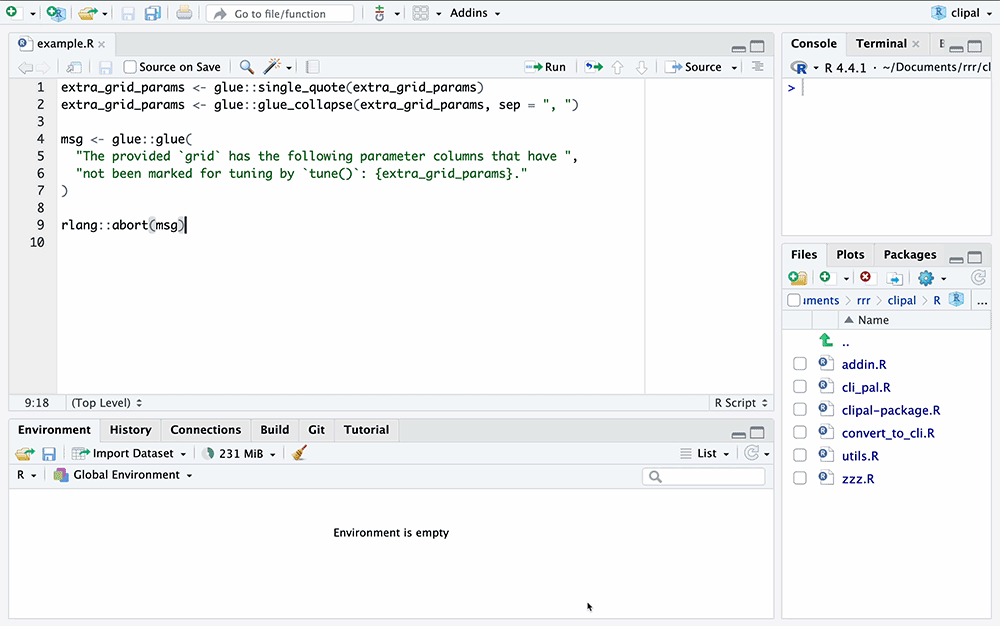 Go to file/function
Addins
clipal
example.R
Source on Save
Run
Source
1 extra_grid_params <- glue::single_quote(extra_grid_params)
2 extra_grid_params <- glue::glue_collapse(extra_grid_params, sep = ", ")
3
4 msg <- glue::glue(
5 "The provided `grid` has the following parameter columns that have ",
6 "not been marked for tuning by `tune()`: {extra_grid_params}."
7 )
8
9 rlang::abort(msg)
10
9:18 (Top Level) R Script
Environment History Connections Build Git Tutorial
Import Dataset 231 MiB List
R Global Environment
Environment is empty
Console Terminal
R 4.4.1 · ~/Documents/rrr/cl
>
Files Plots Packages
uments rrr clipal R ...
Name
..
addin.R
cli_pal.R
clipal-package.R
convert_to_cli.R
utils.R
zzz.R